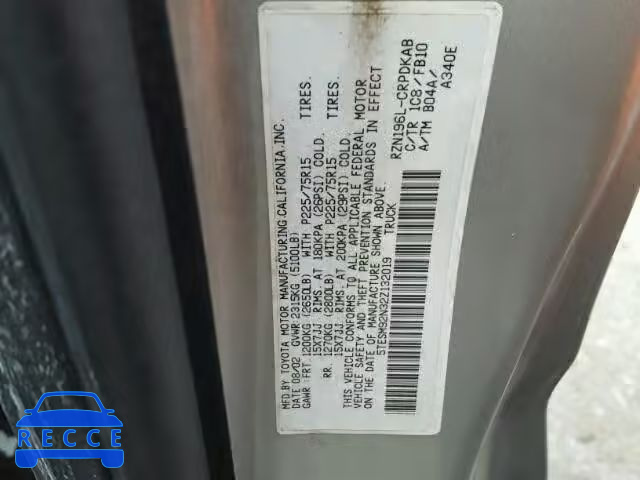 MFD.BY TOYOTA MOTOR MANUFACTURING CALIFORNIA.INC.
DATE 08/02 GVWR 2315KG (5100LB)
GAWR FRT.1200KG (2650LB) WITH P225/75R15 TIRES.
15X7JJ RIMS.AT 180KPA (26PSI) COLD.
RR. 1270KG (2800LB) WITH P225/75R15 TIRES.
15X7JJ RIMS.AT 200KPA (29PSI) COLD.
THIS VEHICLE CONFORMS TO ALL APPLICABLE FEDERAL MOTOR
VEHICLE SAFETY AND THEFT PREVENTION STANDARDS IN EFFECT
ON THE DATE OF MANUFACTURE SHOWN ABOVE.
5TESM92N32Z132019 TRUCK
RZN196L-CRPDKAB
C/TR 1C8/FB10
A/TM B04A/
A340E
RECCE